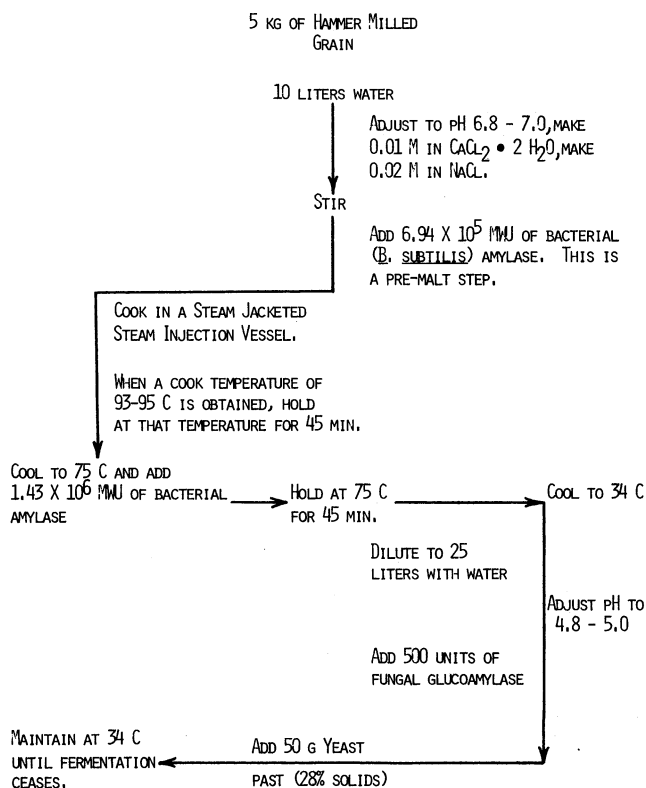 5 KG OF HAMMER MILLED
GRAIN
10 LITERS WATER
ADJUST TO PH 6.8 - 7.0, MAKE
0.01 M IN CACL₂ • 2 H₂O, MAKE
0.02 M IN NACL.
STIR
ADD 6.94 X 10⁵ MWU OF BACTERIAL
(B. SUBTILIS) AMYLASE. THIS IS
A PRE-MALT STEP.
COOK IN A STEAM JACKETED
STEAM INJECTION VESSEL.
WHEN A COOK TEMPERATURE OF
93-95 C IS OBTAINED, HOLD
AT THAT TEMPERATURE FOR 45 MIN.
COOL TO 75 C AND ADD
1.43 X 10⁶ MWU OF BACTERIAL
AMYLASE
HOLD AT 75 C
FOR 45 MIN.
COOL TO 34 C
DILUTE TO 25
LITERS WITH WATER
ADJUST PH TO
4.8 - 5.0
ADD 500 UNITS OF
FUNGAL GLUCOAMYLASE
ADD 50 G YEAST
PAST (28% SOLIDS)
MAINTAIN AT 34 C
UNTIL FERMENTATION
CEASES.